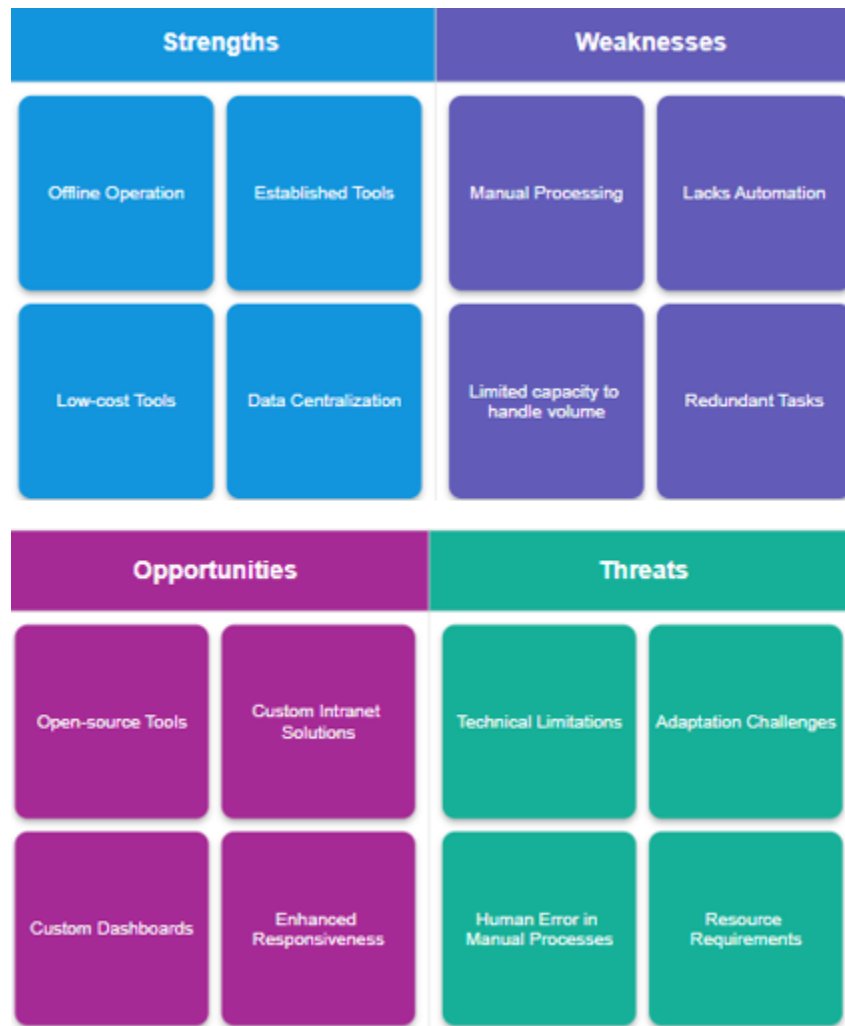 Strengths
Weaknesses
Offline Operation
Established Tools
Manual Processing
Lacks Automation
Low-cost Tools
Data Centralization
Limited capacity to
handle volume
Redundant Tasks
Opportunities
Threats
Open-source Tools
Custom Intranet
Solutions
Technical Limitations
Adaptation Challenges
Custom Dashboards
Enhanced
Responsiveness
Human Error in
Manual Processes
Resource
Requirements